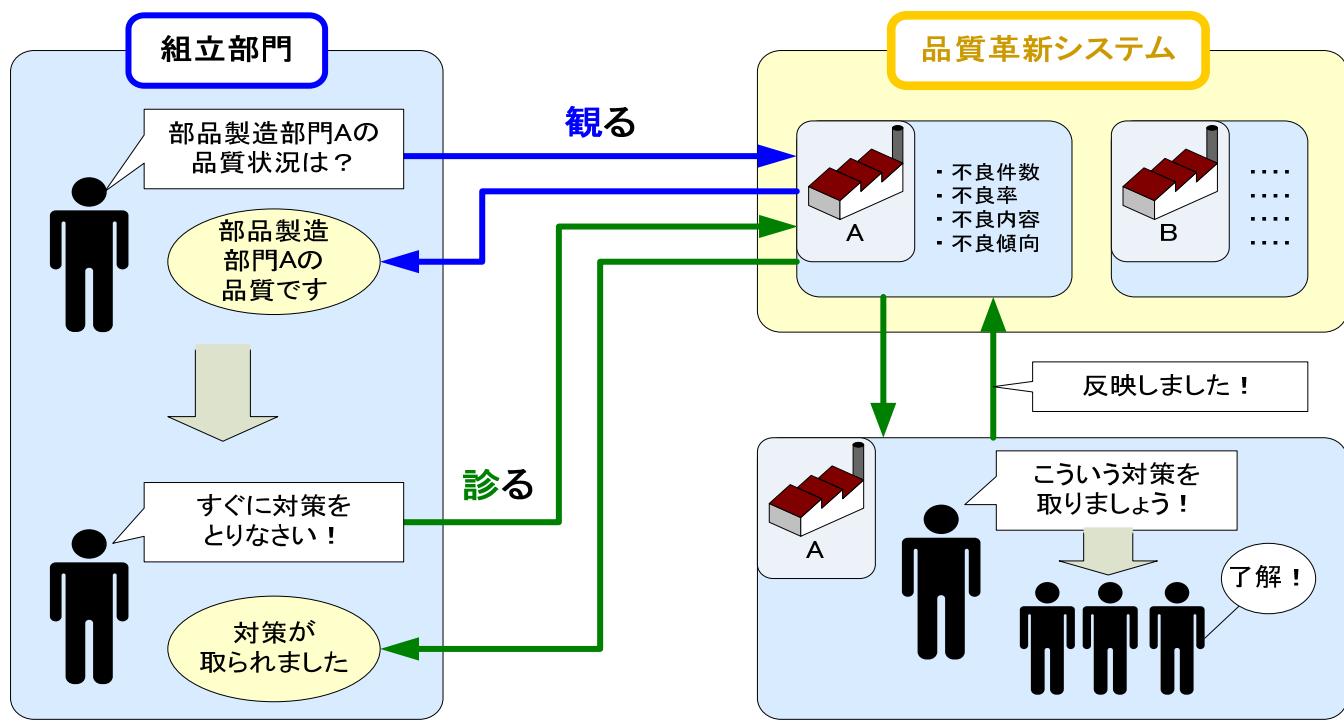 組立部門
部品製造部門Aの
品質状況は？
部品製造
部門Aの
品質です
すぐに対策を
とりなさい！
対策が
取られました
観る
診る
品質革新システム
A
・不良件数
・不良率
・不良内容
・不良傾向
B
････
････
････
････
反映しました！
A
こういう対策を
取りましょう！
了解！